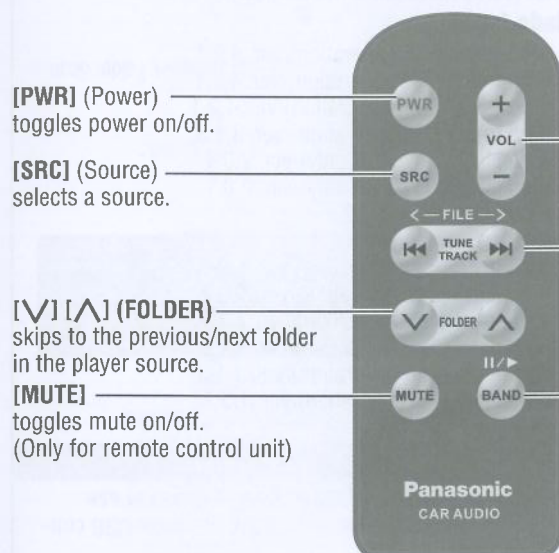 [PWR] (Power)
toggles power on/off.
[SRC] (Source)
selects a source.
[∨] [∧] (FOLDER)
skips to the previous/next folder
in the player source.
[MUTE]
toggles mute on/off.
(Only for remote control unit)
PWR
+
VOL
SRC
−
< — FILE — >
TUNE
TRACK
FOLDER
MUTE
BAND
Panasonic
CAR AUDIO